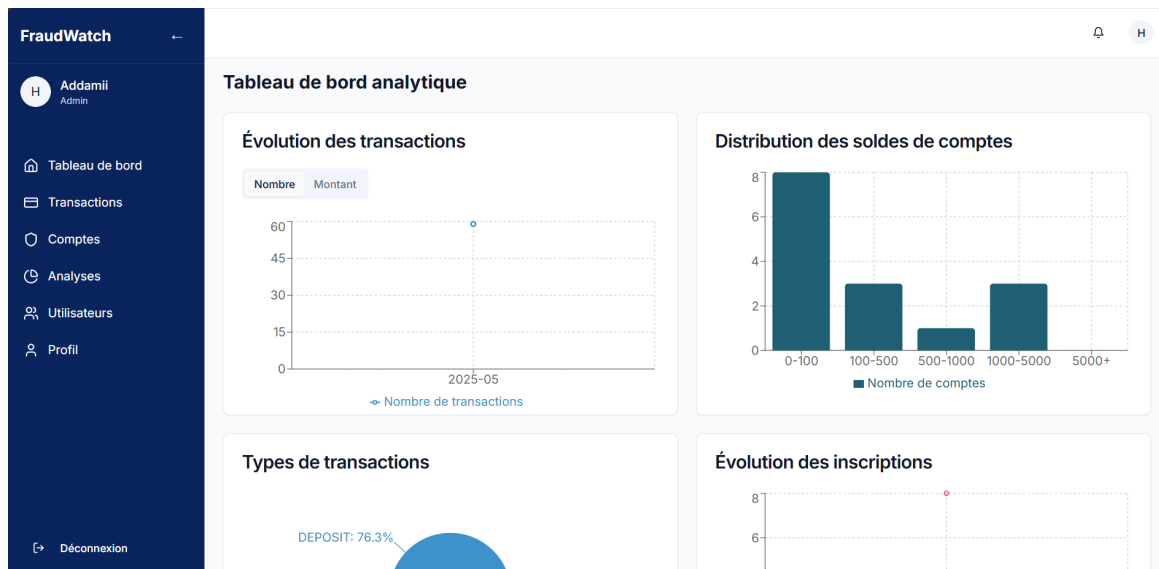 FraudWatch ←
H
Addamii
Admin
Tableau de bord
Transactions
Comptes
Analyses
Utilisateurs
Profil
Déconnexion
H
Tableau de bord analytique
Évolution des transactions
Nombre Montant
60
45
30
15
0
2025-05
Nombre de transactions
Distribution des soldes de comptes
8
6
4
2
0
0-100 100-500 500-1000 1000-5000 5000+
Nombre de comptes
Types de transactions
DEPOSIT: 76.3%
Évolution des inscriptions
8
6